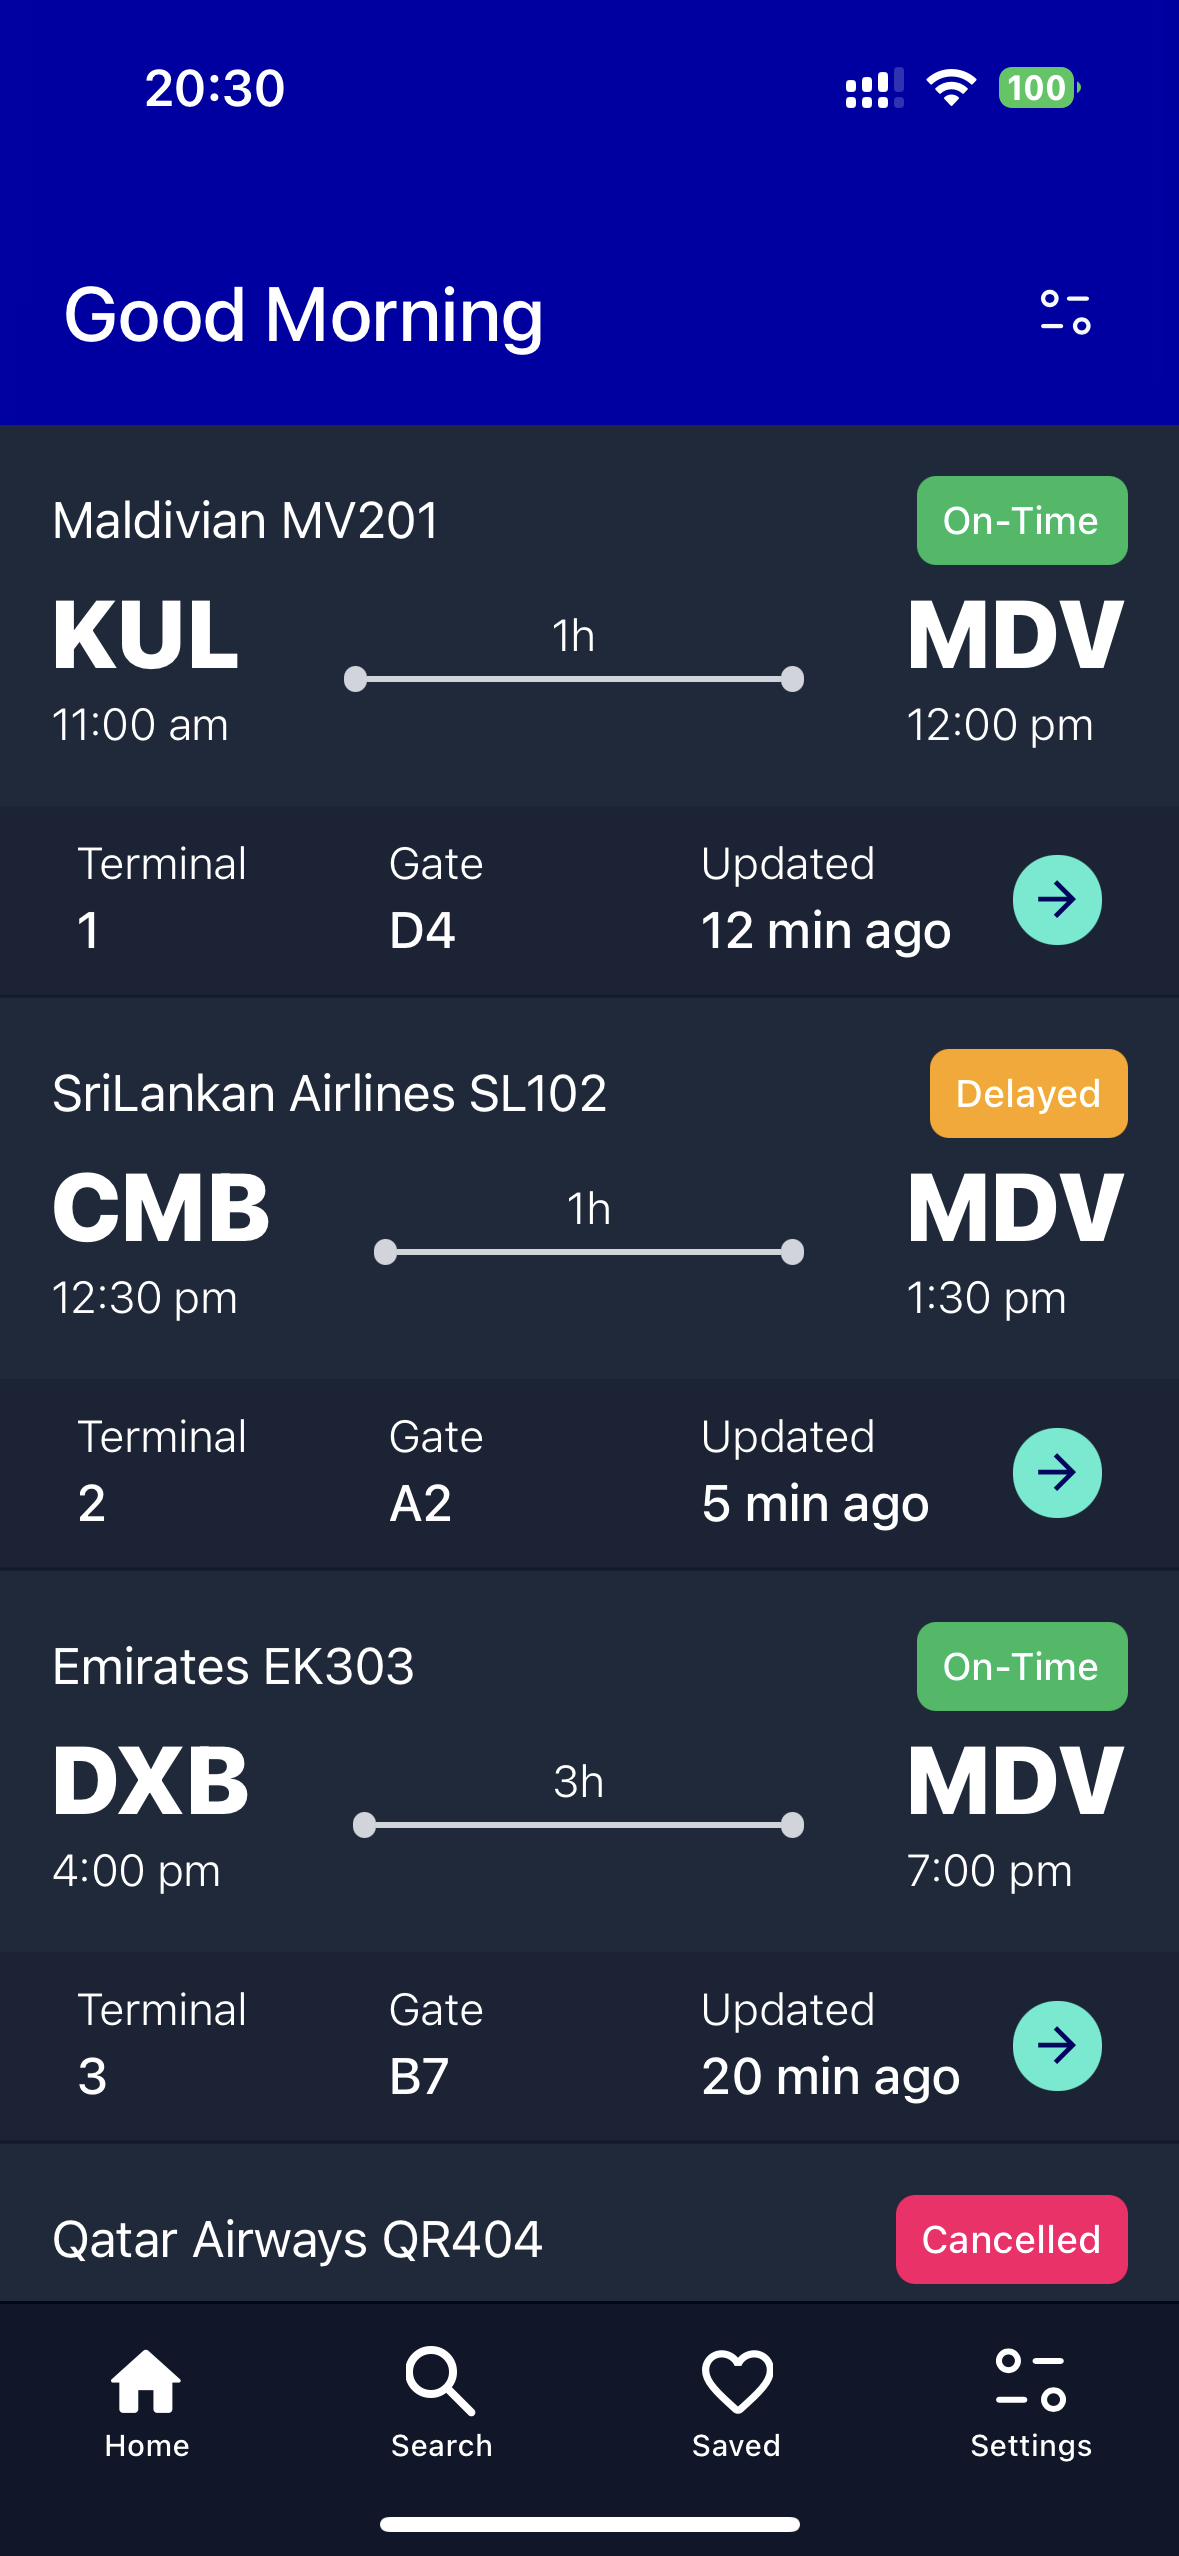 20:30
100
Good Morning
Maldivian MV201
On-Time
KUL
1h
MDV
11:00 am
12:00 pm
Terminal
Gate
Updated
1
D4
12 min ago
SriLankan Airlines SL102
Delayed
CMB
1h
MDV
12:30 pm
1:30 pm
Terminal
Gate
Updated
2
A2
5 min ago
Emirates EK303
On-Time
DXB
3h
MDV
4:00 pm
7:00 pm
Terminal
Gate
Updated
3
B7
20 min ago
Qatar Airways QR404
Cancelled
Home
Search
Saved
Settings